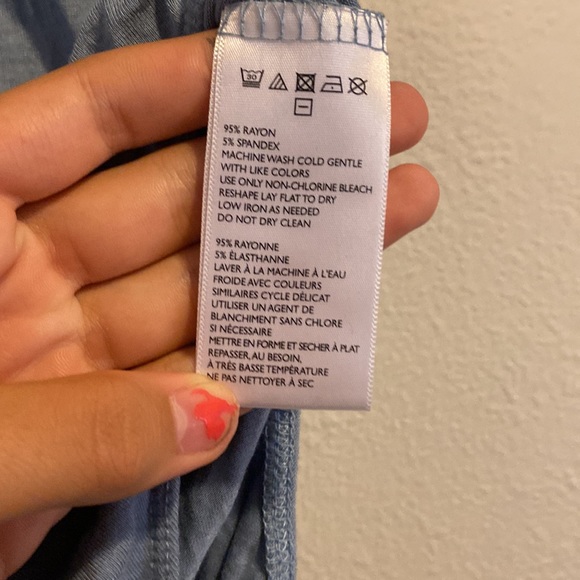 30
95% RAYON
5% SPANDEX
MACHINE WASH COLD GENTLE
WITH LIKE COLORS
USE ONLY NON-CHLORINE BLEACH
RESHAPE LAY FLAT TO DRY
LOW IRON AS NEEDED
DO NOT DRY CLEAN
95% RAYONNE
5% ÉLASTHANNE
LAVER À LA MACHINE À L'EAU
FROIDE AVEC COULEURS
SIMILAIRES CYCLE DÉLICAT
UTILISER UN AGENT DE
BLANCHIMENT SANS CHLORE
SI NÉCESSAIRE
METTRE EN FORME ET SECHER À PLAT
REPASSER, AU BESOIN,
À TRÈS BASSE TEMPÉRATURE
NE PAS NETTOYER À SEC